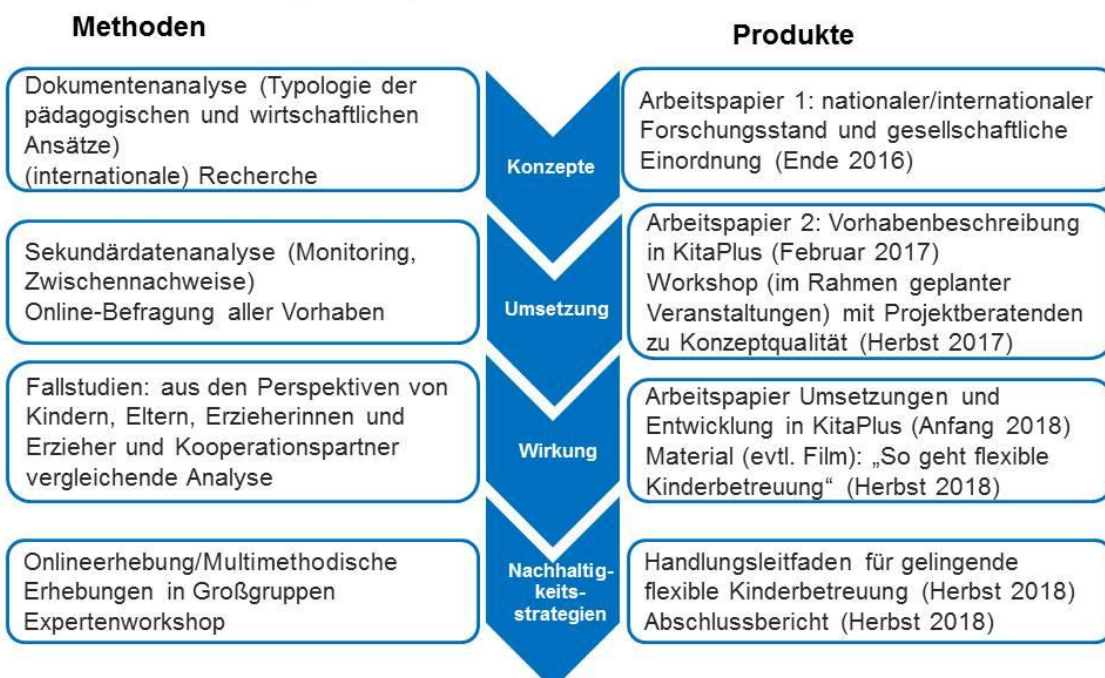 Methoden
Produkte
Dokumentenanalyse (Typologie der
pädagogischen und wirtschaftlichen
Ansätze)
(internationale) Recherche
Konzepte
Arbeitspapier 1: nationaler/internationaler
Forschungsstand und gesellschaftliche
Einordnung (Ende 2016)
Sekundärdatenanalyse (Monitoring,
Zwischennachweise)
Online-Befragung aller Vorhaben
Umsetzung
Arbeitspapier 2: Vorhabenbeschreibung
in KitaPlus (Februar 2017)
Workshop (im Rahmen geplanter
Veranstaltungen) mit Projektberatenden
zu Konzeptqualität (Herbst 2017)
Fallstudien: aus den Perspektiven von
Kindern, Eltern, Erzieherinnen und
Erzieher und Kooperationspartner
vergleichende Analyse
Wirkung
Arbeitspapier Umsetzungen und
Entwicklung in KitaPlus (Anfang 2018)
Material (evtl. Film): „So geht flexible
Kinderbetreuung“ (Herbst 2018)
Onlineerhebung/Multimethodische
Erhebungen in Großgruppen
Expertenworkshop
Nachhaltig-
keits-
strategien
Handlungsleitfaden für gelingende
flexible Kinderbetreuung (Herbst 2018)
Abschlussbericht (Herbst 2018)